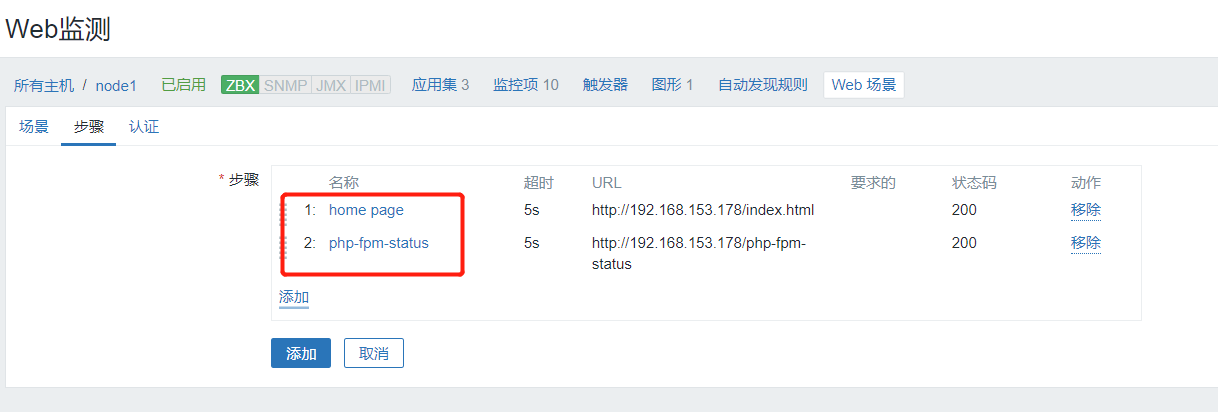 Web监测
所有主机 / node1 已启用 ZBX SNMP JMX IPMI 应用集 3 监控项 10 触发器 图形 1 自动发现规则 Web 场景
场景 步骤 认证
* 步骤 名称 超时 URL 要求的 状态码 动作
1: home page 5s http://192.168.153.178/index.html 200 移除
2: php-fpm-status 5s http://192.168.153.178/php-fpm- 200 移除
status
添加
添加 取消